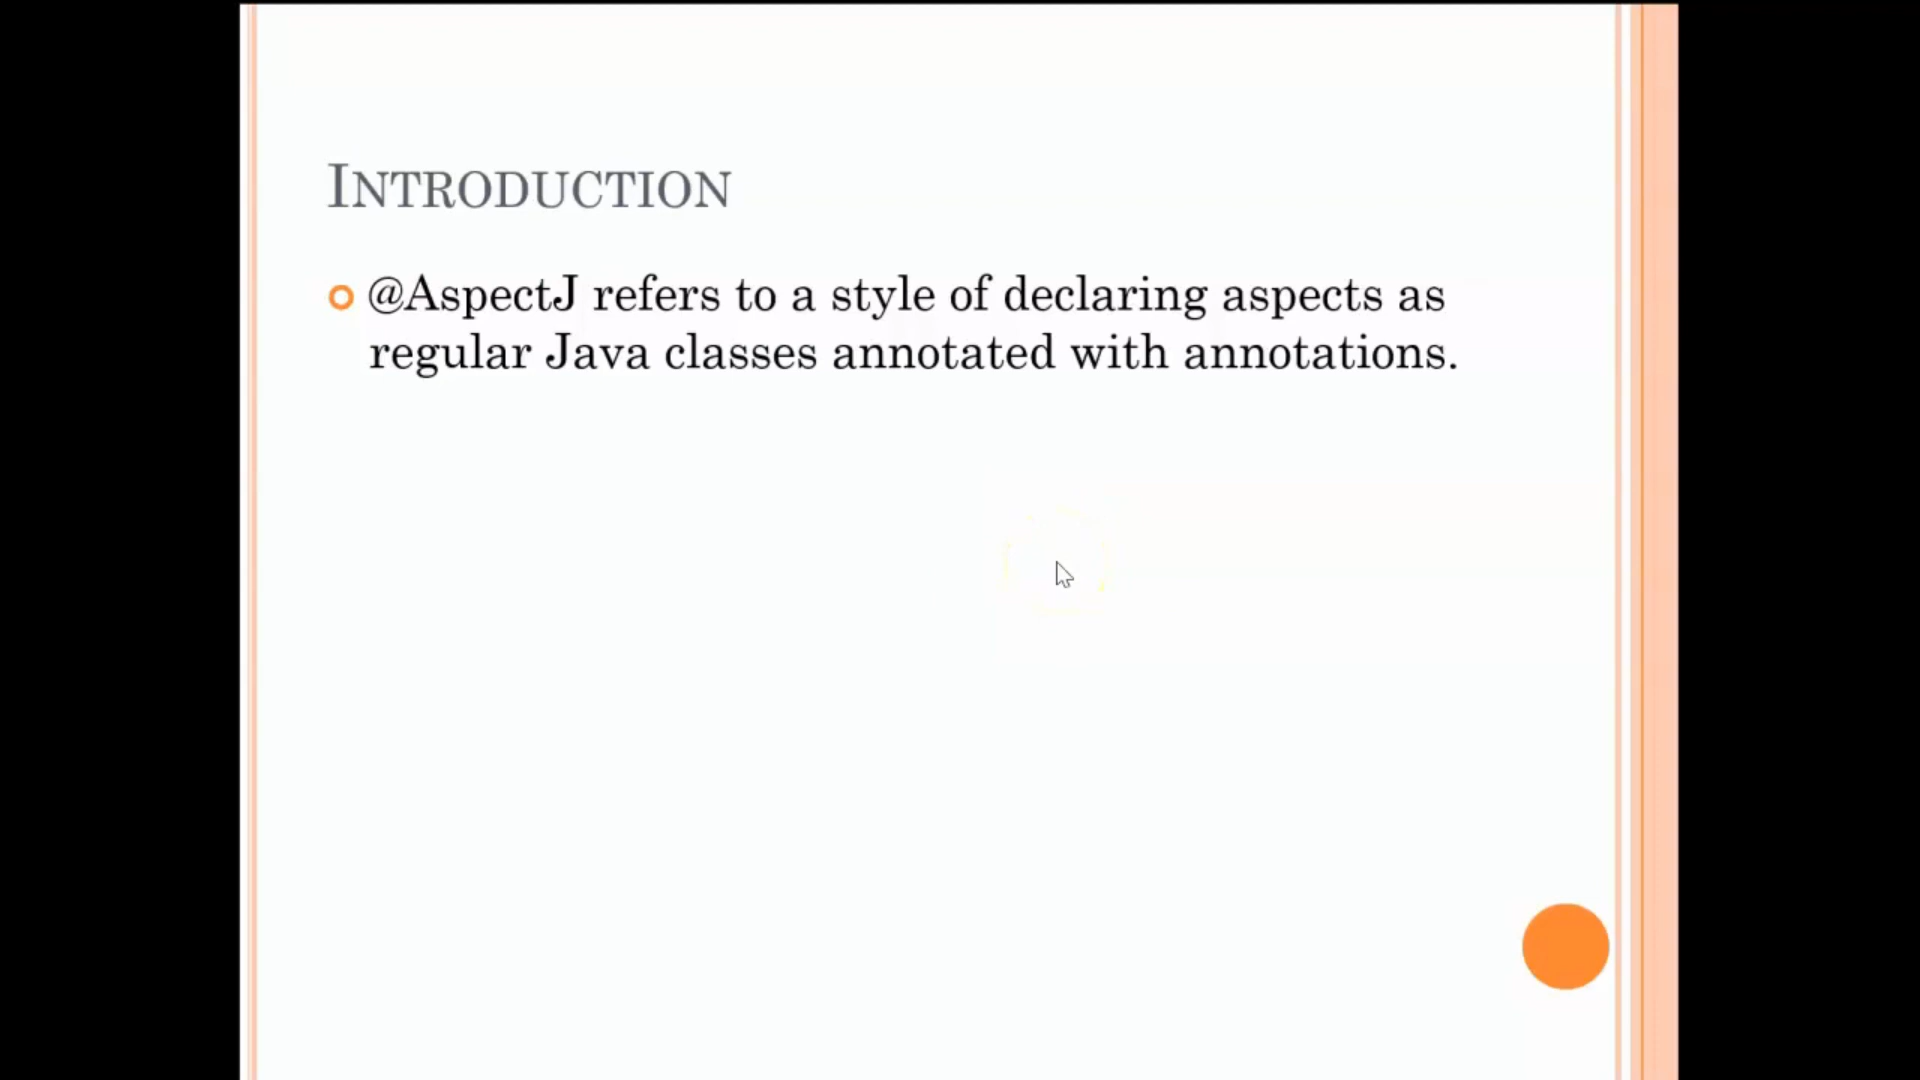 INTRODUCTION
@AspectJ refers to a style of declaring aspects as
regular Java classes annotated with annotations.